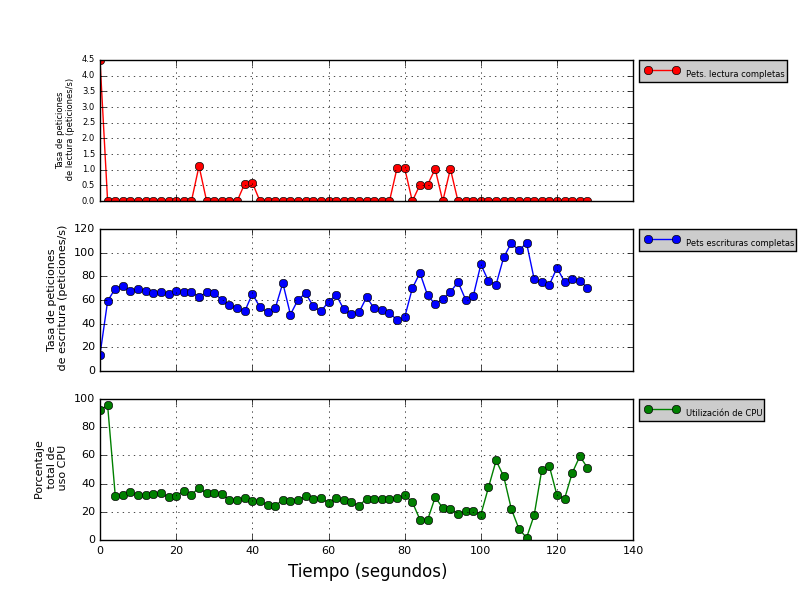 4.5
4.0
3.5
3.0
2.5
2.0
1.5
1.0
0.5
0.0
Tasa de peticiones
de lectura (peticiones/s)
Pets. lectura completas
120
100
80
60
40
20
0
Tasa de peticiones
de escritura (peticiones/s)
Pets escrituras completas
100
80
60
40
20
0
Porcentaje
total de
uso CPU
Utilización de CPU
0 20 40 60 80 100 120 140
Tiempo (segundos)